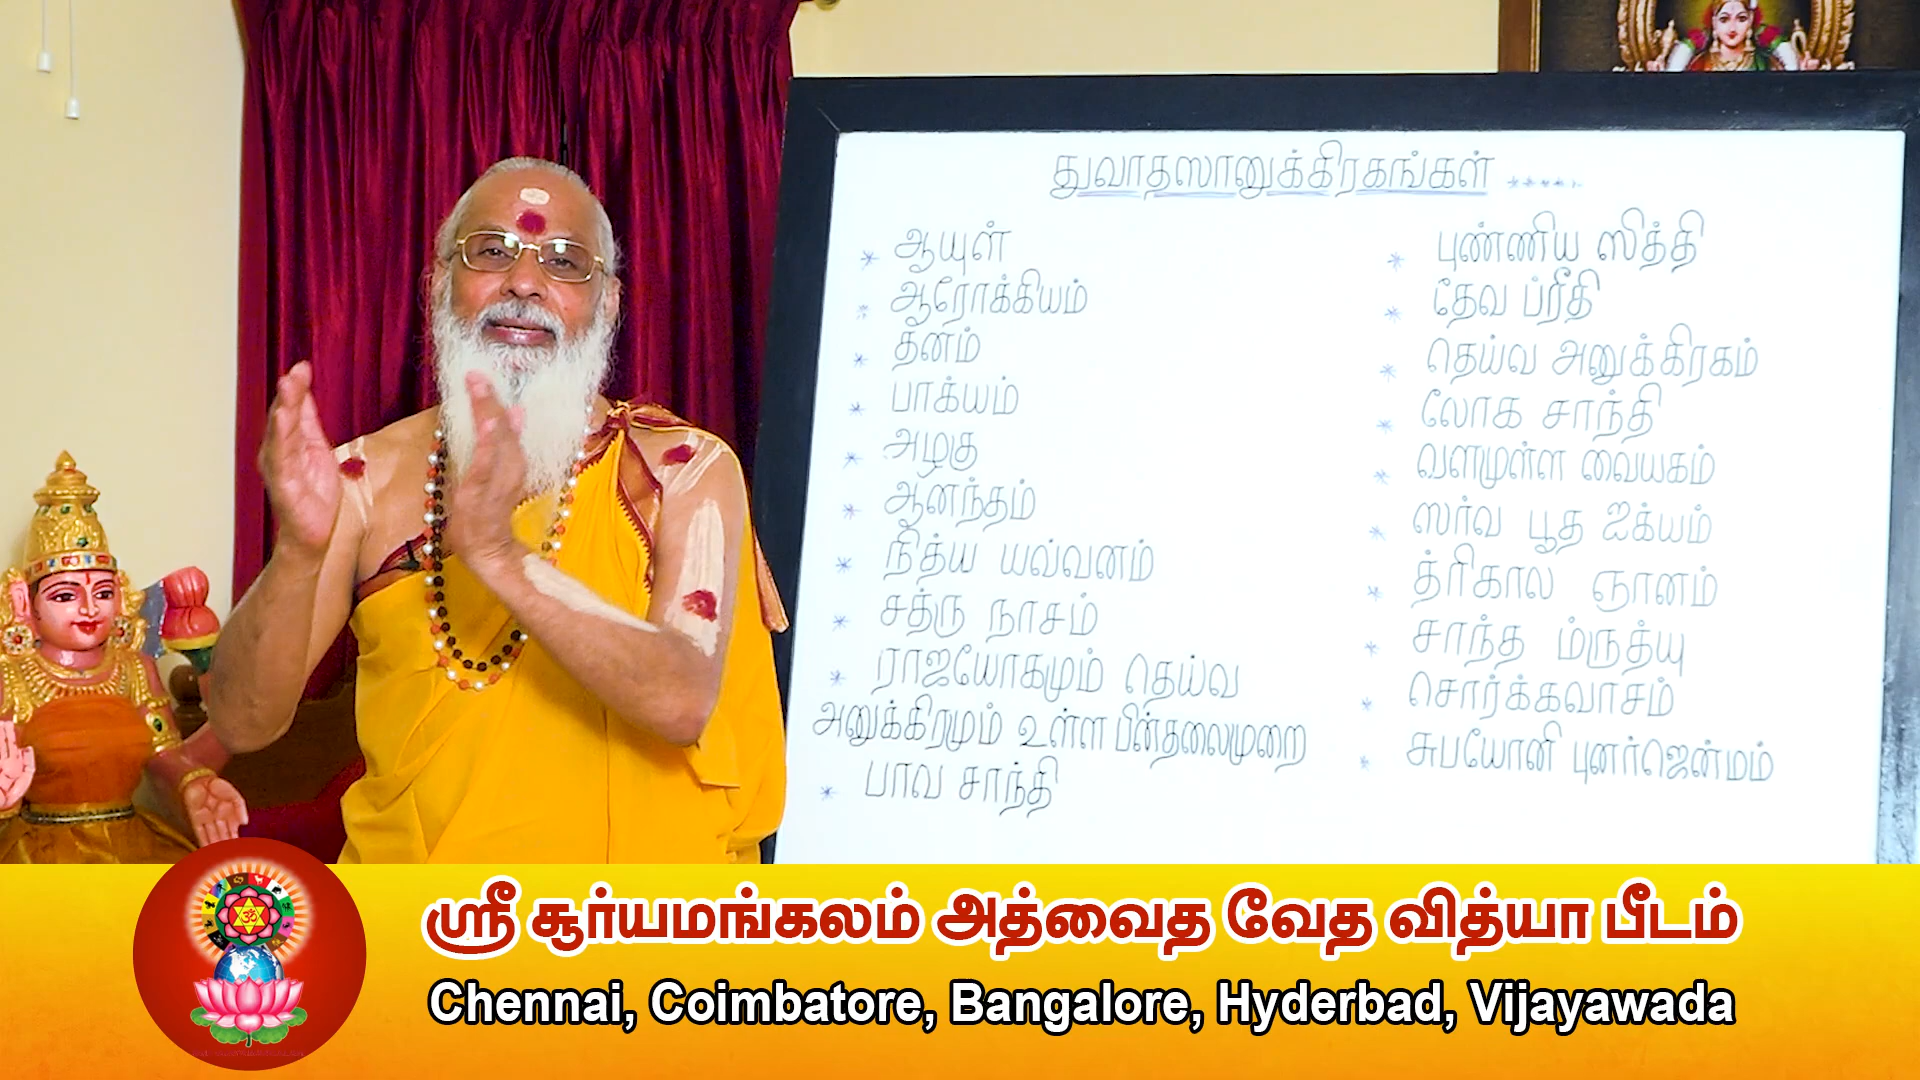 துவாதஸானுக்கிரகங்கள் .....
* ஆயுள்
* ஆரோக்கியம்
* தனம்
* பாக்யம்
* அழகு
* ஆனந்தம்
* நித்ய யவ்வனம்
* சத்ரு நாசம்
* ராஜயோகமும் தெய்வ
அனுக்கிரமும் உள்ள பின்தலைமுறை
* பாவ சாந்தி
* புண்ணிய ஸித்தி
* தேவ ப்ரீதி
* தெய்வ அனுக்கிரகம்
* லோக சாந்தி
* வளமுள்ள வையகம்
* ஸர்வ பூத ஐக்யம்
* த்ரிகால ஞானம்
* சாந்த ம்ருத்யு
* சொர்க்கவாசம்
* சுபயோனி புனர்ஜென்மம்
ஸ்ரீ சூர்யமங்கலம் அத்வைத வேத வித்யா பீடம்
Chennai, Coimbatore, Bangalore, Hyderbad, Vijayawada